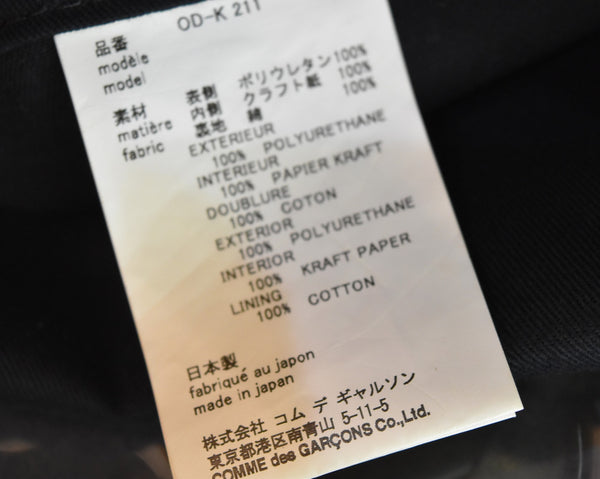 品番 OD-K 211
modèle
model
素材 表側 ポリウレタン100%
matière 内側 クラフト紙 100%
fabric 裏地 綿 100%
EXTERIEUR
100% POLYURETHANE
INTERIEUR
100% PAPIER KRAFT
DOUBLURE
100% COTON
EXTERIOR
100% POLYURETHANE
INTERIOR
100% KRAFT PAPER
LINING
100% COTTON
日本製
fabriqué au japon
made in japan
株式会社 コム デ ギャルソン
東京都港区南青山 5-11-5
COMME des GARÇONS Co.,Ltd.